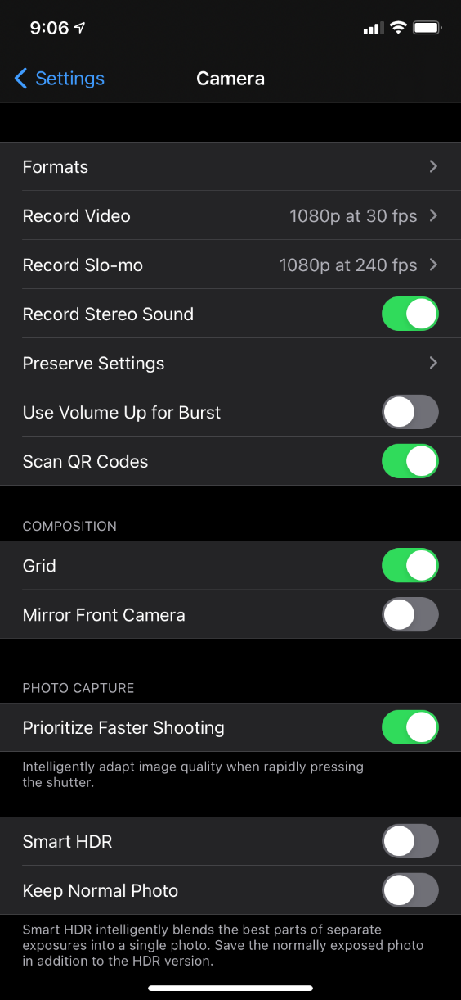 9:06
Settings
Camera
Formats
Record Video 1080p at 30 fps
Record Slo-mo 1080p at 240 fps
Record Stereo Sound
Preserve Settings
Use Volume Up for Burst
Scan QR Codes
COMPOSITION
Grid
Mirror Front Camera
PHOTO CAPTURE
Prioritize Faster Shooting
Intelligently adapt image quality when rapidly pressing
the shutter.
Smart HDR
Keep Normal Photo
Smart HDR intelligently blends the best parts of separate
exposures into a single photo. Save the normally exposed photo
in addition to the HDR version.